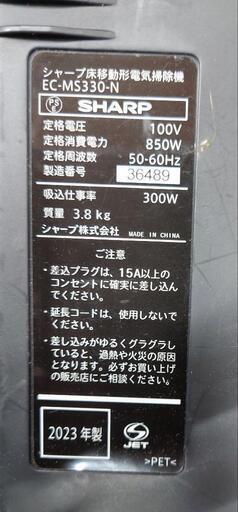 シャープ床移動形電気掃除機
EC-MS330-N
PS
E
SHARP
定格電圧 100V
定格消費電力 850W
定格周波数 50-60Hz
製造番号 36489
吸込仕事率 300W
質量 3.8 kg
シャープ株式会社 MADE IN CHINA
ご注意
・差込プラグは、15A以上の
コンセントに確実に差し込ん
でください。
・延長コードは、使用しないで
ください。
・差し込みがゆるくグラグラし
ていると、過熱や火災の原因
となります。必ずお買い上げ
の販売店にご相談ください。
2023年製
JET
>PET<